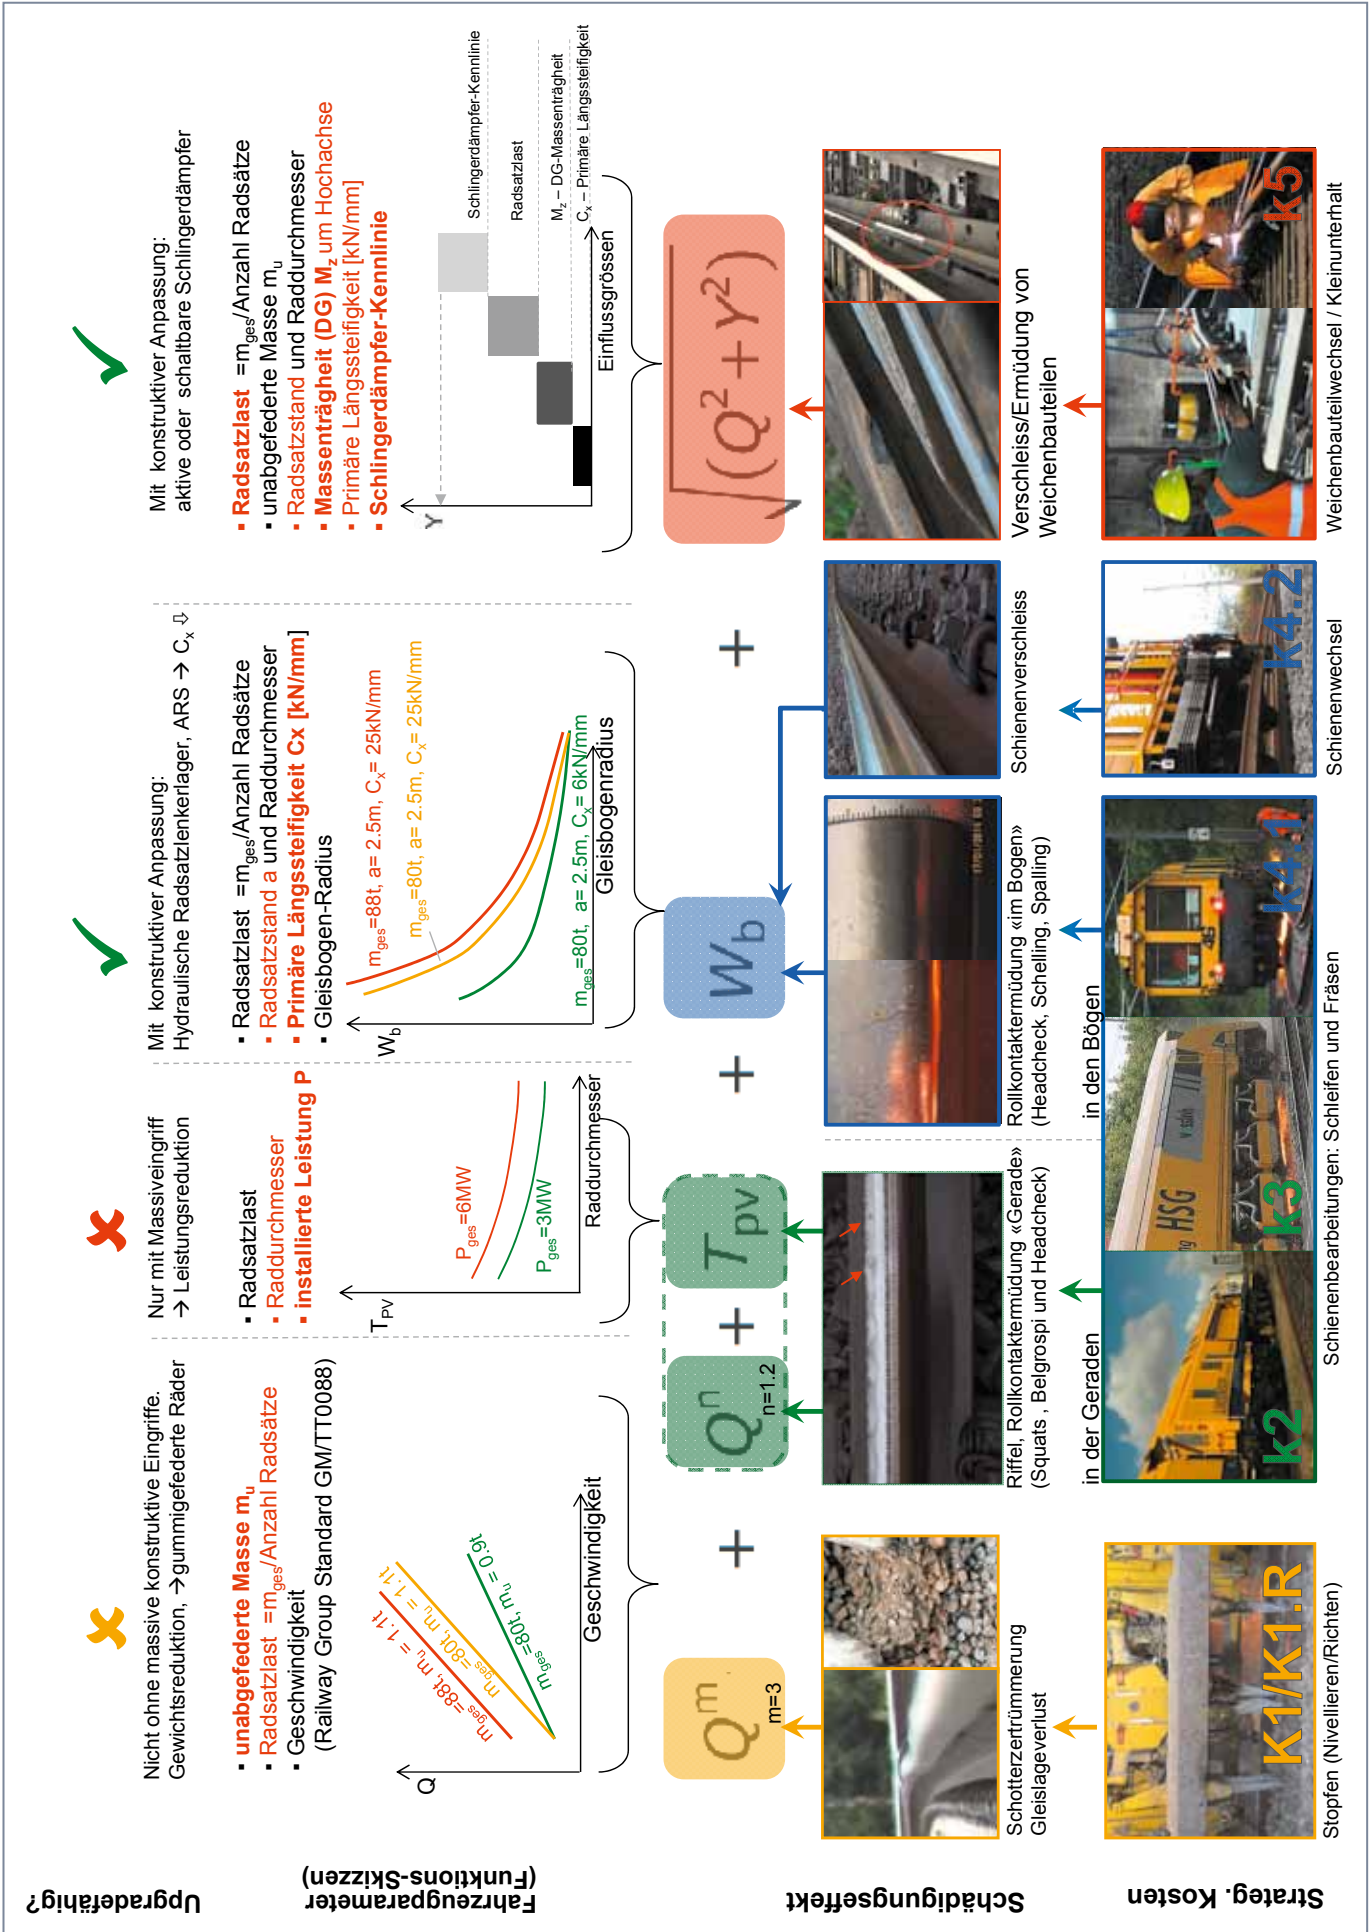 Upgradefähig?
Nicht ohne massive konstruktive Eingriffe.
Gewichtsreduktion, →gummigefederte Räder
Nur mit Massiveingriff
→ Leistungsreduktion
Mit konstruktiver Anpassung:
Hydraulische Radsatzlenkerlager, ARS → Cx ⇩
Mit konstruktiver Anpassung:
aktive oder schaltbare Schlingerdämpfer
Fahrzeugparameter
(Funktions-Skizzen)
▪ unabgefederte Masse mu
▪ Radsatzlast =mges/Anzahl Radsätze
▪ Geschwindigkeit
(Railway Group Standard GM/TT0088)
Q
mges=88t, mu = 1.1t
mges=80t, mu = 1.1t
mges=80t, mu = 0.9t
Geschwindigkeit
▪ Radsatzlast
▪ Raddurchmesser
▪ installierte Leistung P
TPV
Pges=6MW
Pges=3MW
Raddurchmesser
▪ Radsatzlast =mges/Anzahl Radsätze
▪ Radsatzstand a und Raddurchmesser
▪ Primäre Längssteifigkeit Cx [kN/mm]
▪ Gleisbogen-Radius
Wb
mges=88t, a= 2.5m, Cx= 25kN/mm
mges=80t, a= 2.5m, Cx= 25kN/mm
mges=80t, a= 2.5m, Cx= 6kN/mm
Gleisbogenradius
▪ Radsatzlast =mges/Anzahl Radsätze
▪ unabgefederte Masse mu
▪ Radsatzstand und Raddurchmesser
▪ Massenträgheit (DG) Mz um Hochachse
▪ Primäre Längssteifigkeit [kN/mm]
▪ Schlingerdämpfer-Kennlinie
Y
Schlingerdämpfer-Kennlinie
Radsatzlast
Mz – DG-Massenträgheit
Cx – Primäre Längssteifigkeit
Einflussgrössen
Q^m
m=3
+
Q^n
n=1.2
+
Tpv
+
Wb
+
√(Q²+Y²)
Schädigungseffekt
Schotterzertrümmerung
Gleislageverlust
Riffel, Rollkontaktermüdung «Gerade»
(Squats , Belgrospi und Headcheck)
Rollkontaktermüdung «im Bogen»
(Headcheck, Schelling, Spalling)
Schienenverschleiss
Verschleiss/Ermüdung von
Weichenbauteilen
Strateg. Kosten
in der Geraden
in den Bögen
K1/K1.R
k2
HSG
k3
k4.1
k4.2
k5
Stopfen (Nivellieren/Richten)
Schienenbearbeitungen: Schleifen und Fräsen
Schienenwechsel
Weichenbauteilwechsel / Kleinunterhalt